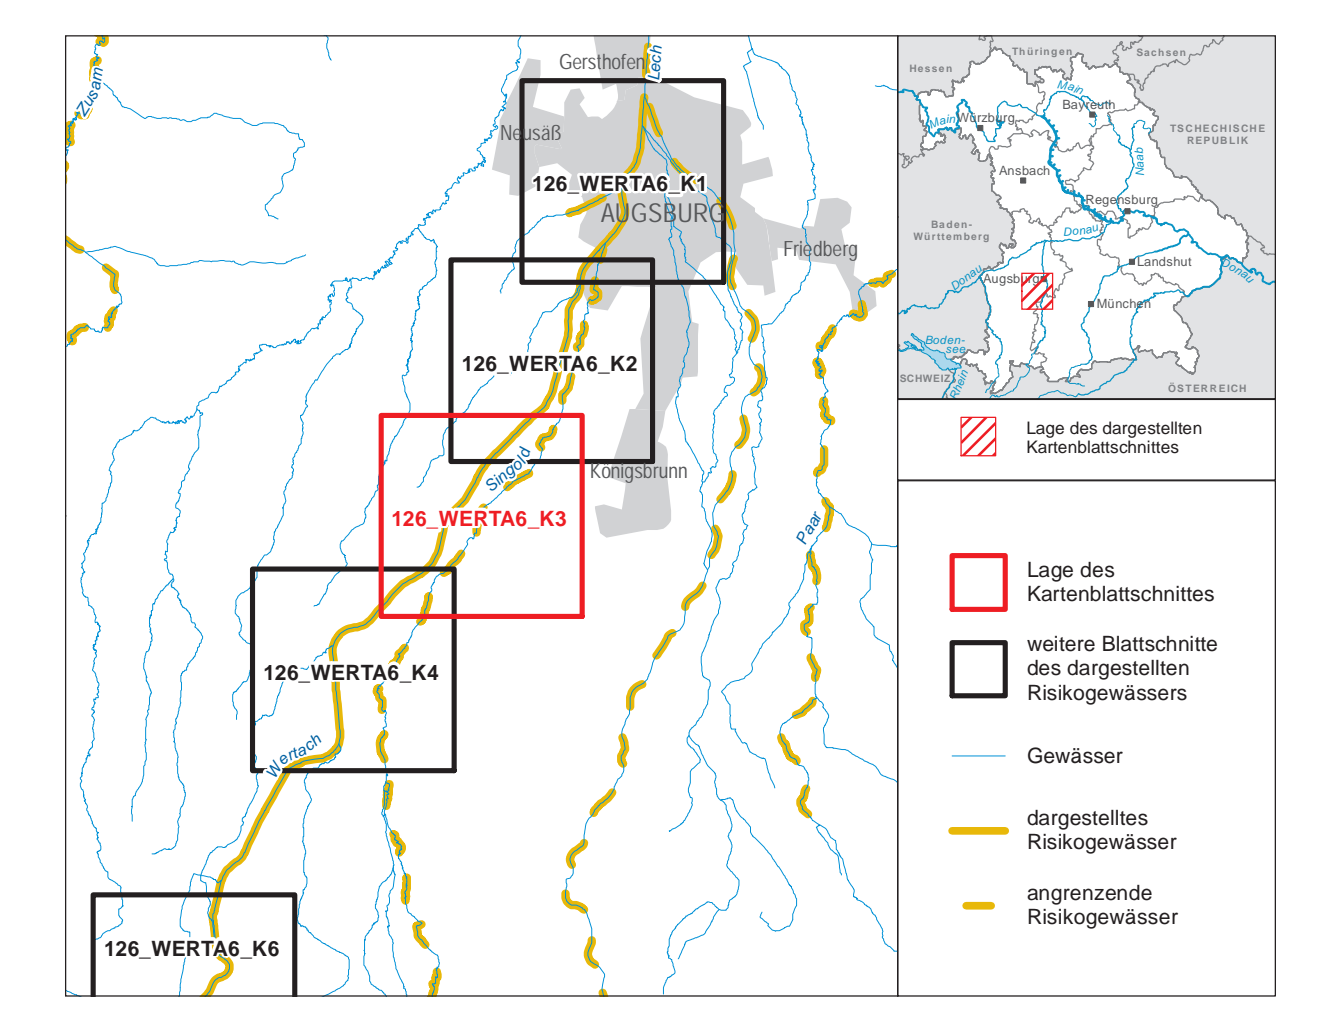 Gersthofen
Lech
Zusam
Neusäß
126_WERTA6_K1
AUGSBURG
Friedberg
126_WERTA6_K2
Singold
Königsbrunn
126_WERTA6_K3
Paar
126_WERTA6_K4
Wertach
126_WERTA6_K6
Thüringen
Sachsen
Hessen
Main
Bayreuth
Main
Würzburg
TSCHECHISCHE
REPUBLIK
Naab
Ansbach
Regensburg
Baden-
Württemberg
Donau
Landshut
Donau
Donau
Augsburg
München
Boden-
see
SCHWEIZ
Rhein
ÖSTERREICH
Lage des dargestellten
Kartenblattschnittes
Lage des
Kartenblattschnittes
weitere Blattschnitte
des dargestellten
Risikogewässers
Gewässer
dargestelltes
Risikogewässer
angrenzende
Risikogewässer